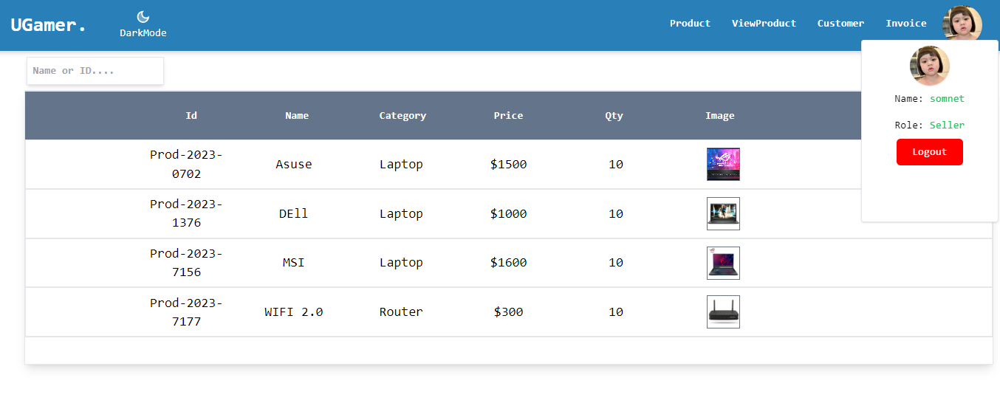 UGamer.
DarkMode
Product ViewProduct Customer Invoice
Name or ID....
Name: somnet
Role: Seller
Logout
Id Name Category Price Qty Image
Prod-2023-
0702
Asuse Laptop $1500 10
Prod-2023-
1376
DEll Laptop $1000 10
Prod-2023-
7156
MSI Laptop $1600 10
Prod-2023-
7177
WIFI 2.0 Router $300 10